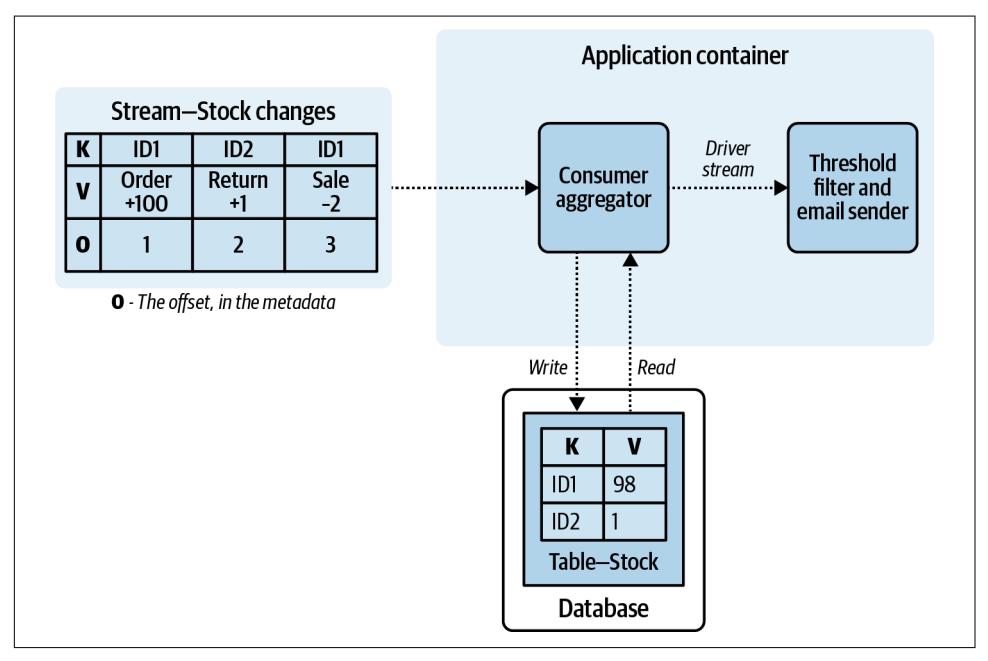 Application container
Stream—Stock changes
K ID1 ID2 ID1
V Order +100 Return +1 Sale –2
O 1 2 3
O - The offset, in the metadata
Consumer
aggregator
Driver
stream
Threshold
filter and
email sender
Write
Read
K V
ID1 98
ID2 1
Table—Stock
Database